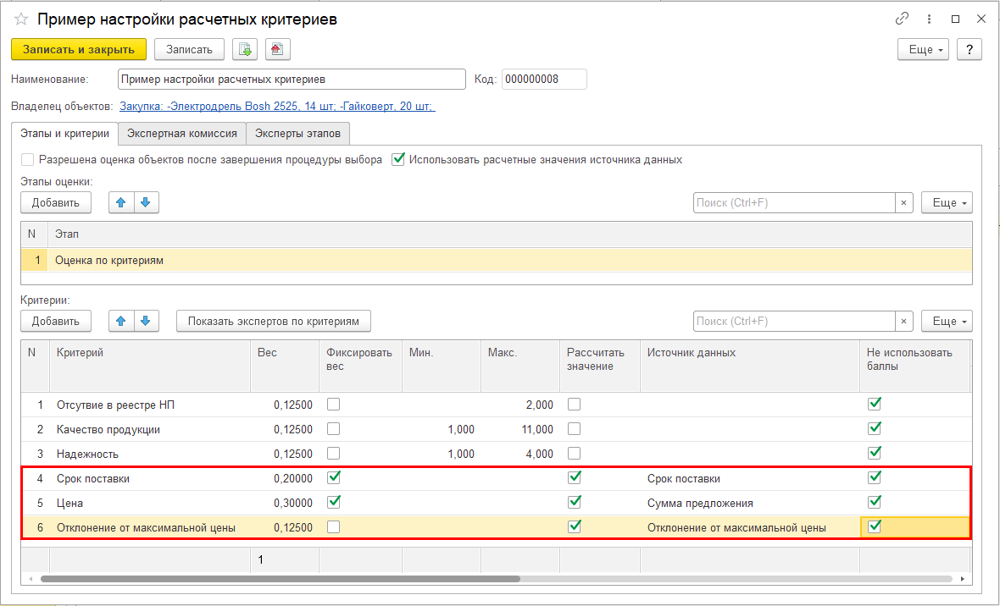 Пример настройки расчетных критериев
Записать и закрыть Записать Еще ?
Наименование: Пример настройки расчетных критериев Код: 000000008
Владелец объектов: Закупка: -Электродрель Bosh 2525, 14 шт; -Гайковерт, 20 шт;
Этапы и критерии Экспертная комиссия Эксперты этапов
Разрешена оценка объектов после завершения процедуры выбора Использовать расчетные значения источника данных
Этапы оценки:
Добавить Поиск (Ctrl+F) × Еще
N Этап
1 Оценка по критериям
Критерии:
Добавить Показать экспертов по критериям Поиск (Ctrl+F) × Еще
N Критерий Вес Фиксировать Мин. Макс. Рассчитать Источник данных Не использовать
вес значение баллы
1 Отсутвие в реестре НП 0,12500 2,000
2 Качество продукции 0,12500 1,000 11,000
3 Надежность 0,12500 1,000 4,000
4 Срок поставки 0,20000 Срок поставки
5 Цена 0,30000 Сумма предложения
6 Отклонение от максимальной цены 0,12500 Отклонение от максимальной цены
1